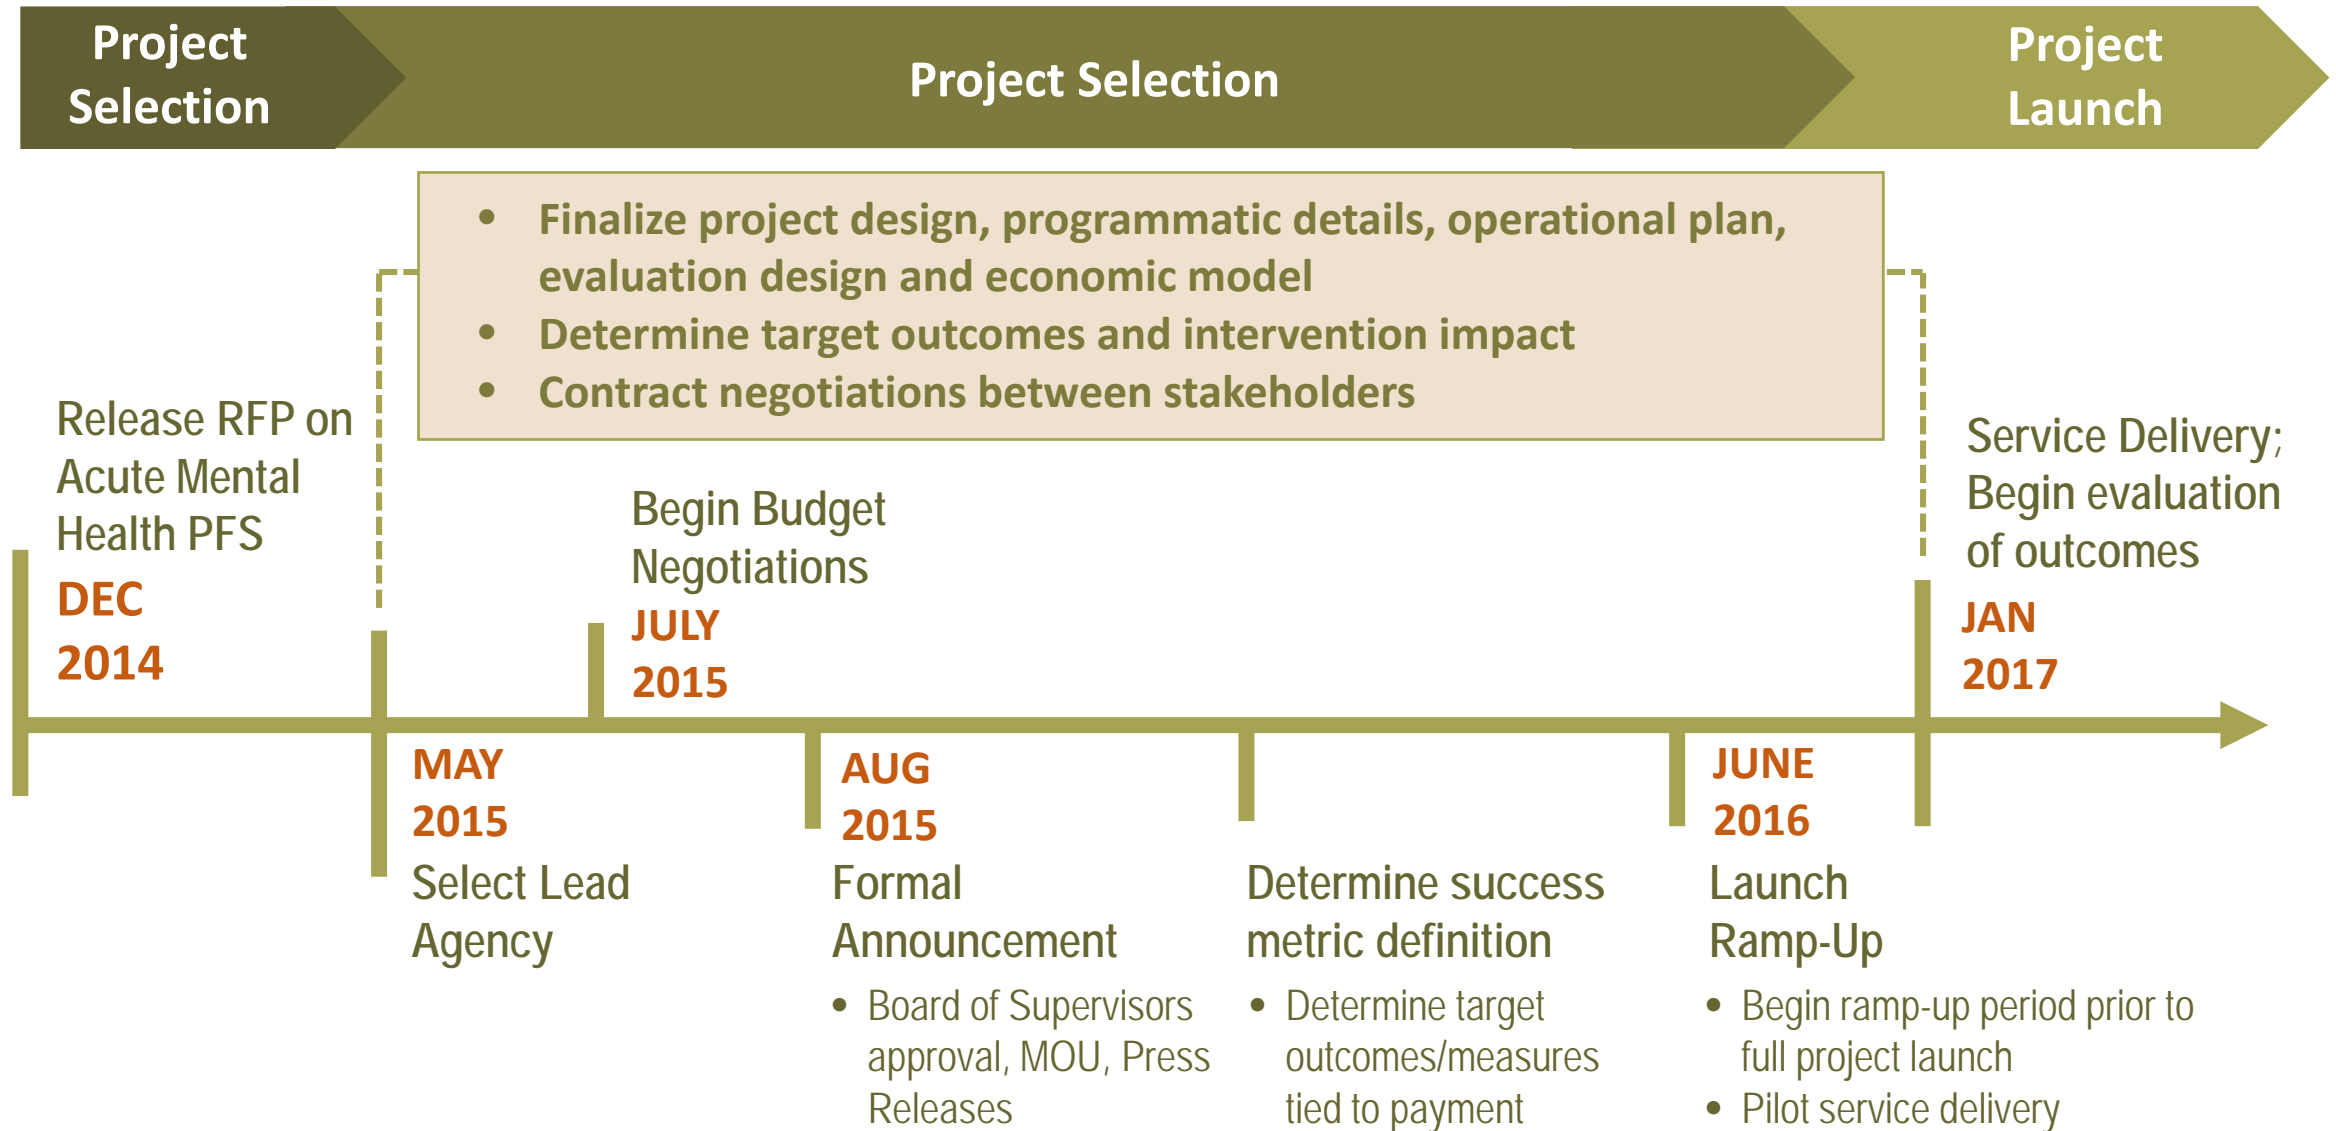 Project
Selection
Project Selection
Project
Launch
• Finalize project design, programmatic details, operational plan,
evaluation design and economic model
• Determine target outcomes and intervention impact
• Contract negotiations between stakeholders
Release RFP on
Acute Mental
Health PFS
DEC
2014
Begin Budget
Negotiations
JULY
2015
Service Delivery;
Begin evaluation
of outcomes
JAN
2017
MAY
2015
Select Lead
Agency
AUG
2015
Formal
Announcement
• Board of Supervisors
approval, MOU, Press
Releases
Determine success
metric definition
• Determine target
outcomes/measures
tied to payment
JUNE
2016
Launch
Ramp-Up
• Begin ramp-up period prior to
full project launch
• Pilot service delivery